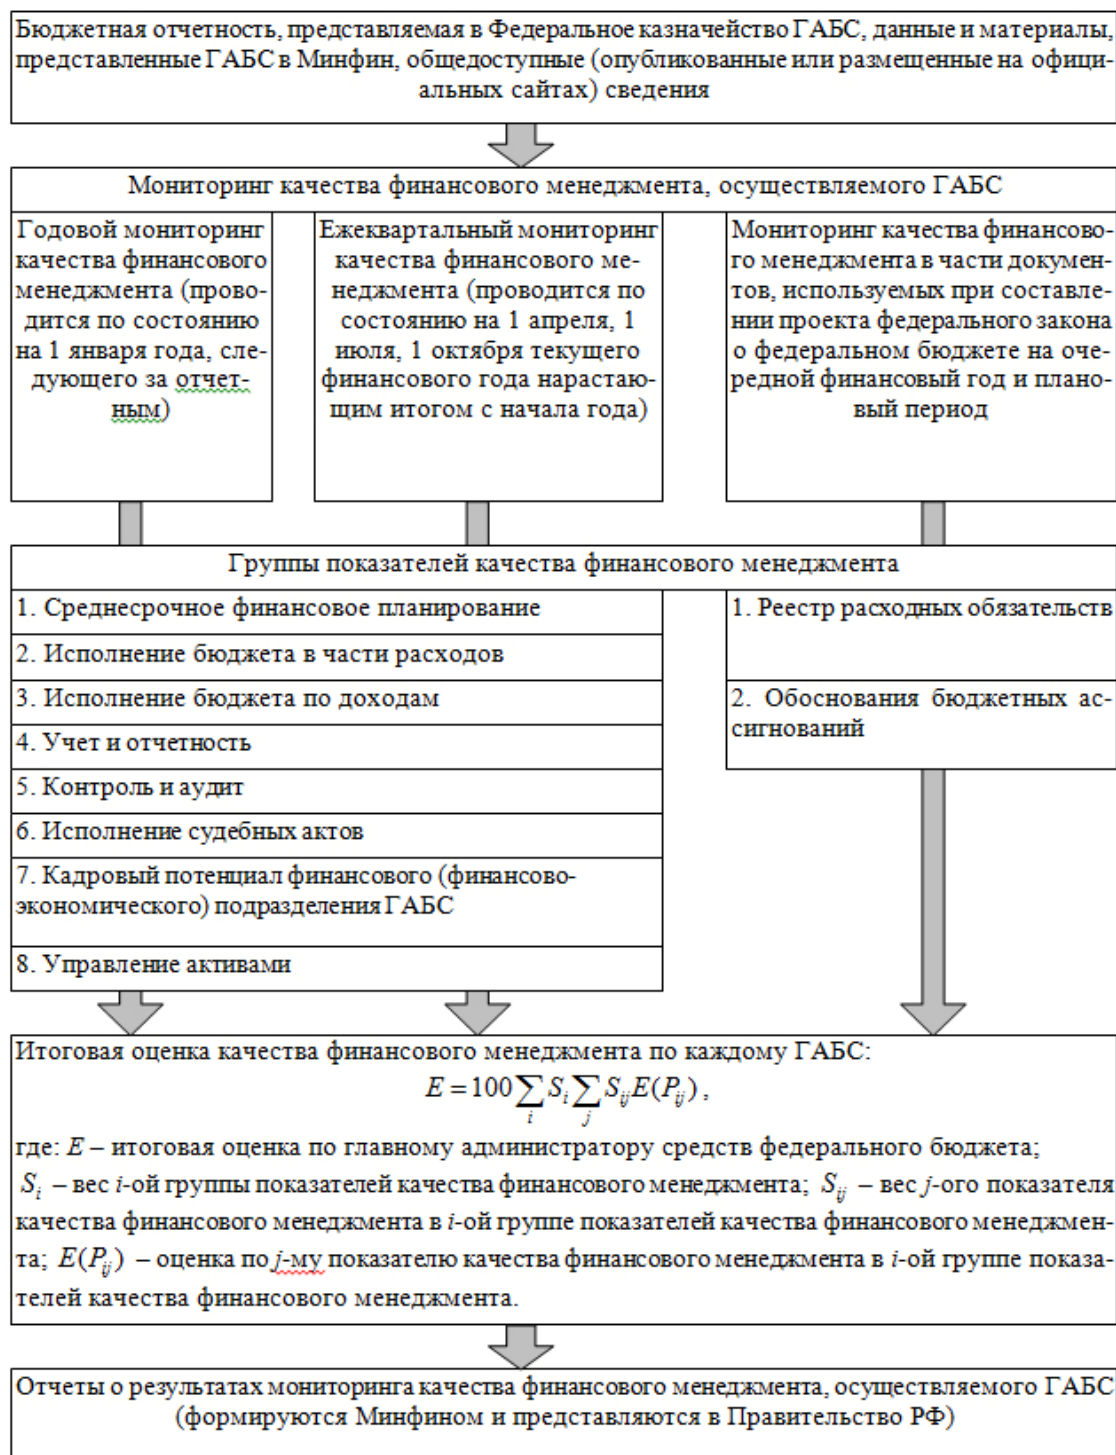 Бюджетная отчетность, представляемая в Федеральное казначейство ГАБС, данные и материалы,
представленные ГАБС в Минфин, общедоступные (опубликованные или размещенные на офици-
альных сайтах) сведения
Мониторинг качества финансового менеджмента, осуществляемого ГАБС
Годовой мониторинг
качества финансового
менеджмента (прово-
дится по состоянию
на 1 января года, сле-
дующего за отчет-
ным)
Ежеквартальный мониторинг
качества финансового ме-
неджмента (проводится по
состоянию на 1 апреля, 1
июля, 1 октября текущего
финансового года нарастаю-
щим итогом с начала года)
Мониторинг качества финансово-
го менеджмента в части докумен-
тов, используемых при составле-
нии проекта федерального закона
о федеральном бюджете на оче-
редной финансовый год и плано-
вый период
Группы показателей качества финансового менеджмента
1. Среднесрочное финансовое планирование
2. Исполнение бюджета в части расходов
3. Исполнение бюджета по доходам
4. Учет и отчетность
5. Контроль и аудит
6. Исполнение судебных актов
7. Кадровый потенциал финансового (финансово-
экономического) подразделения ГАБС
8. Управление активами
1. Реестр расходных обязательств
2. Обоснования бюджетных ас-
сигнований
Итоговая оценка качества финансового менеджмента по каждому ГАБС:
E = 100 ∑_i S_i ∑_j S_ij E(P_ij) ,
где: E – итоговая оценка по главному администратору средств федерального бюджета;
S_i – вес i-ой группы показателей качества финансового менеджмента; S_ij – вес j-ого показателя
качества финансового менеджмента в i-ой группе показателей качества финансового менеджмен-
та; E(P_ij) – оценка по j-му показателю качества финансового менеджмента в i-ой группе показа-
телей качества финансового менеджмента.
Отчеты о результатах мониторинга качества финансового менеджмента, осуществляемого ГАБС
(формируются Минфином и представляются в Правительство РФ)